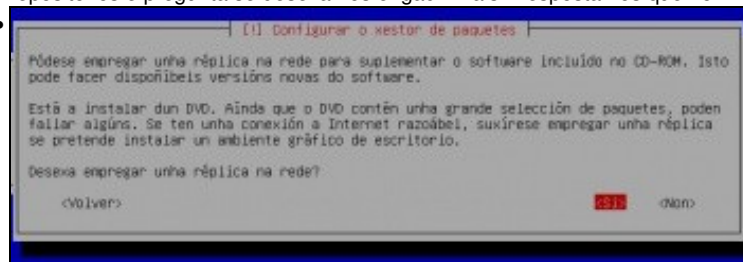 [!] Configurar o xestor de paquetes
Pódese empregar unha réplica na rede para suplementar o software incluído no CD-ROM. Isto
pode facer dispoñíbeis versións novas do software.
Está a instalar dun DVD. Aínda que o DVD contén unha grande selección de paquetes, poden
faltar algúns. Se ten unha conexión a Internet razoábel, suxírese empregar unha réplica
se pretende instalar un ambiente gráfico de escritorio.
Desexa empregar unha réplica na rede?
<Volver> <Si> <Non>